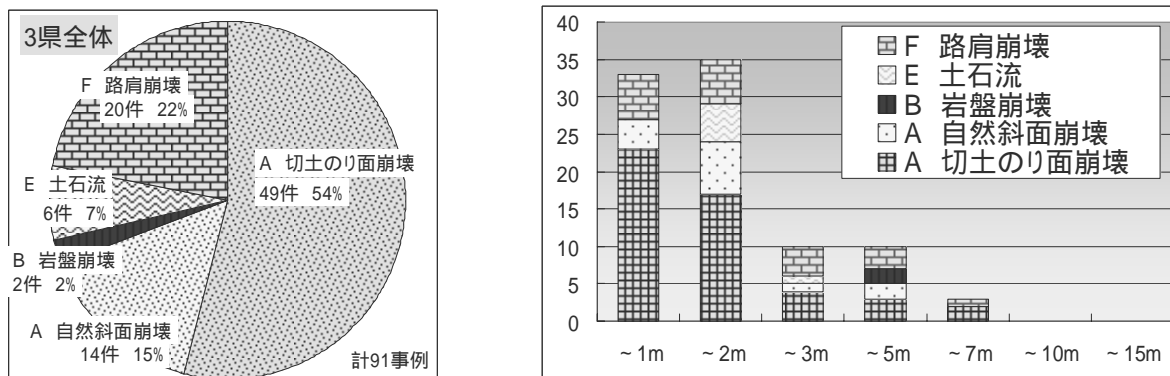 3県全体
F 路肩崩壊
20件 22%
E 土石流
6件 7%
B 岩盤崩壊
2件 2%
A 自然斜面崩壊
14件 15%
A 切土のり面崩壊
49件 54%
計91事例
40
35
30
25
20
15
10
5
0
F 路肩崩壊
E 土石流
B 岩盤崩壊
A 自然斜面崩壊
A 切土のり面崩壊
~1m ~2m ~3m ~5m ~7m ~10m ~15m